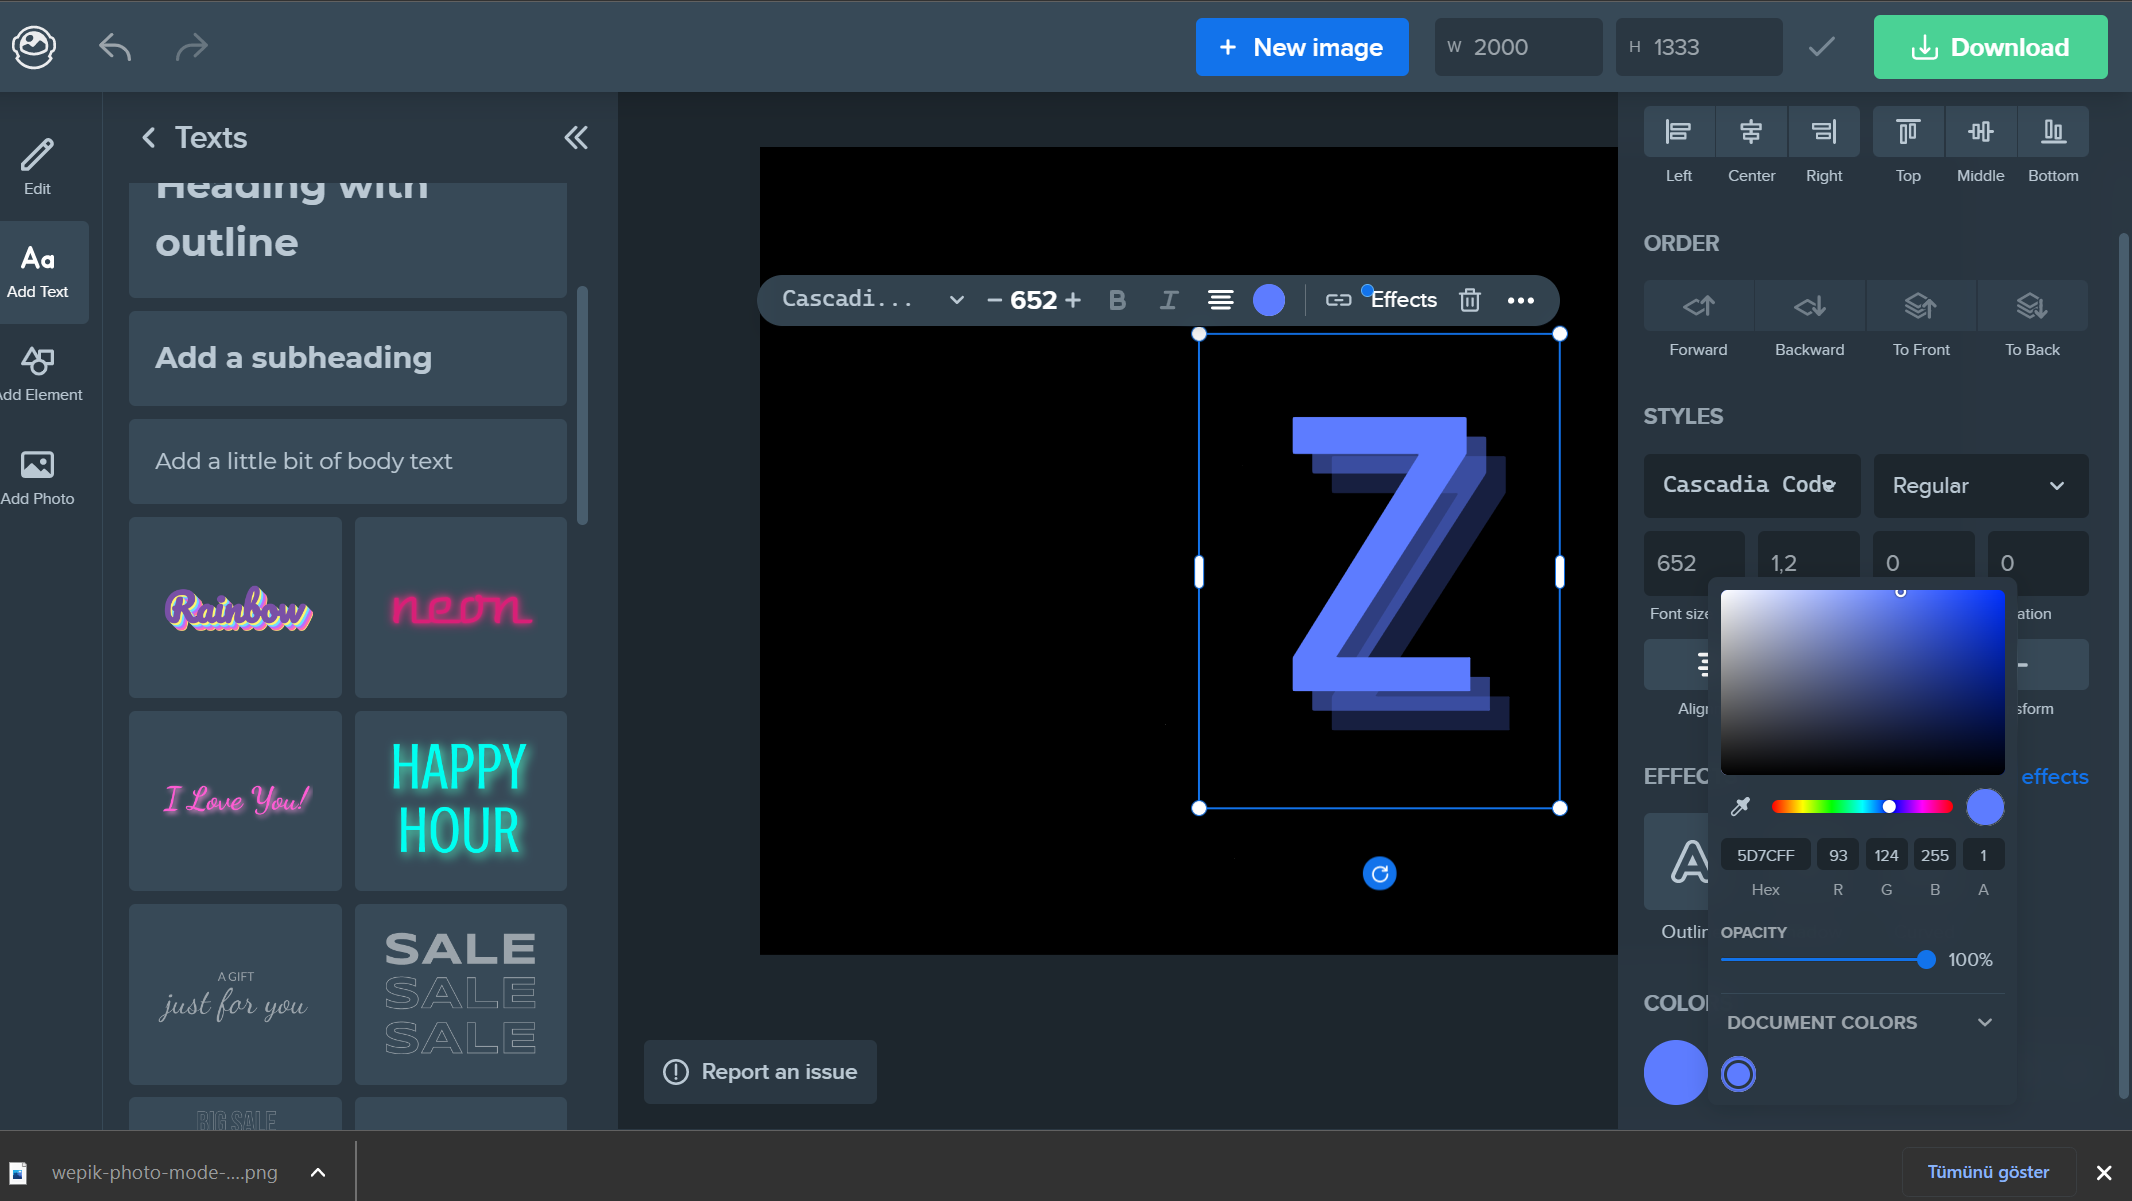 New image
W 2000
H 1333
Download
Edit
Aa
Add Text
dd Element
Add Photo
Texts
Heading with
outline
Add a subheading
Add a little bit of body text
Rainbow
neon
I Love You!
HAPPY
HOUR
A GIFT
just for you
SALE
SALE
SALE
BIG SALE
Cascadi...
652
B
I
Effects
Z
Report an issue
Left
Center
Right
Top
Middle
Bottom
ORDER
Forward
Backward
To Front
To Back
STYLES
Cascadia Code
Regular
652
1,2
0
0
Font size
ation
Align
sform
EFFEC
effects
A
Outlin
5D7CFF
93
124
255
1
Hex
R
G
B
A
OPACITY
100%
COLO
DOCUMENT COLORS
wepik-photo-mode-....png
Tümünü göster